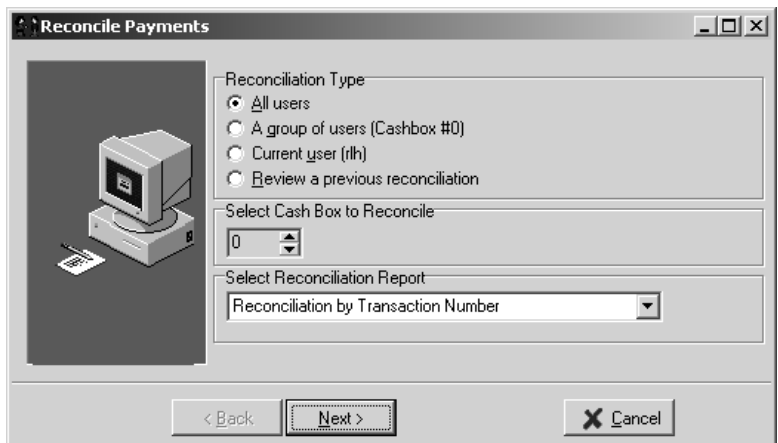 Reconcile Payments
Reconciliation Type
All users
A group of users (Cashbox #0)
Current user (rlh)
Review a previous reconciliation
Select Cash Box to Reconcile
0
Select Reconciliation Report
Reconciliation by Transaction Number
< Back
Next >
Cancel